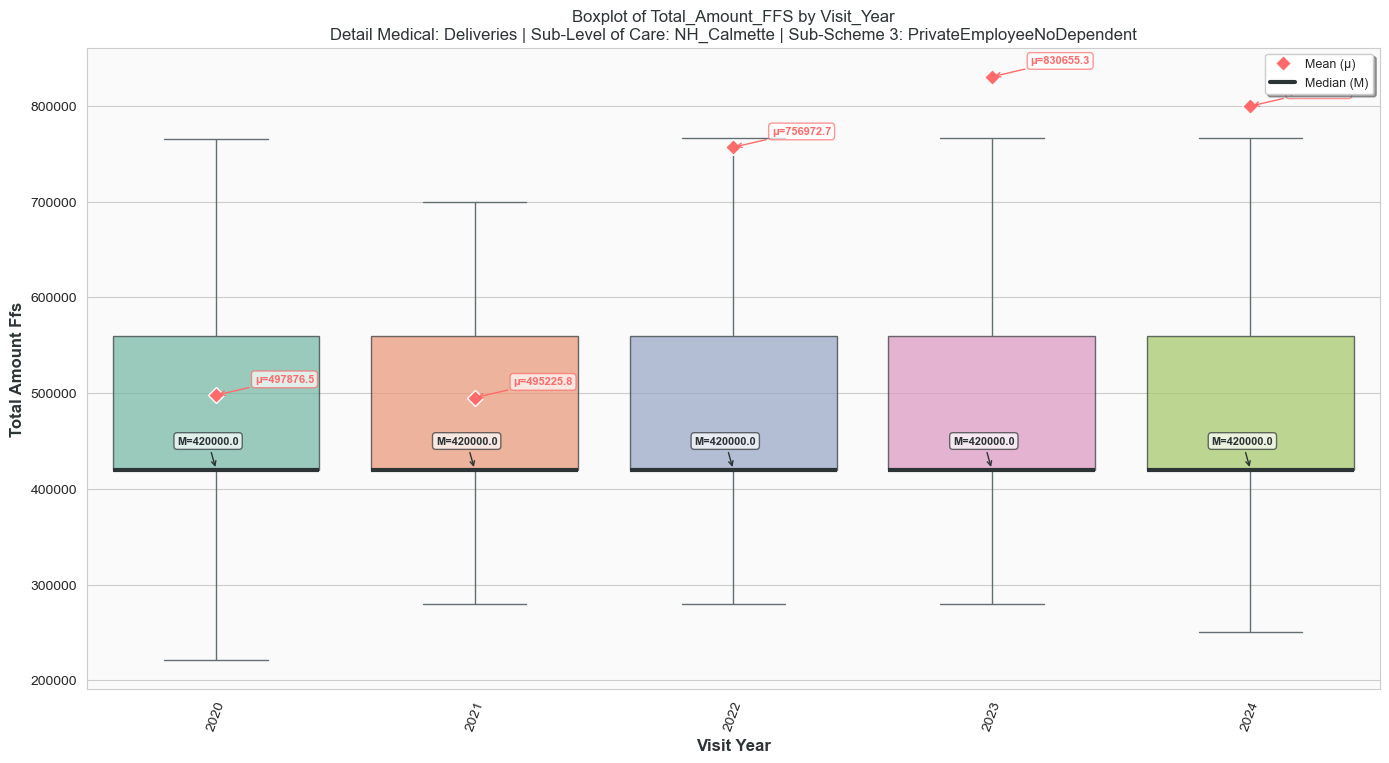 Boxplot of Total_Amount_FFS by Visit_Year
Detail Medical: Deliveries | Sub-Level of Care: NH_Calmette | Sub-Scheme 3: PrivateEmployeeNoDependent
Mean (μ)
Median (M)
Total Amount Ffs
800000
700000
600000
500000
400000
300000
200000
μ=497876.5
M=420000.0
μ=495225.8
M=420000.0
μ=756972.7
M=420000.0
μ=830655.3
M=420000.0
M=420000.0
2020
2021
2022
2023
2024
Visit Year